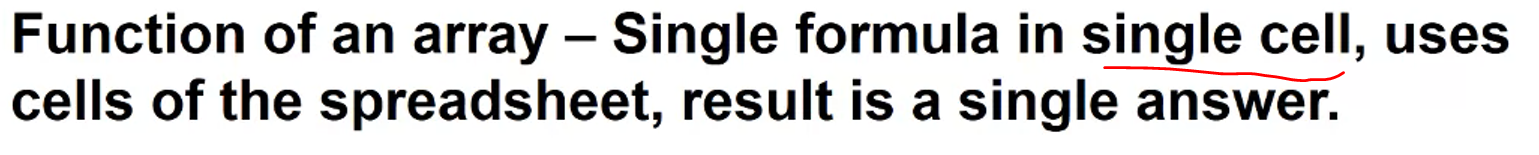 Function of an array – Single formula in single cell, uses
cells of the spreadsheet, result is a single answer.